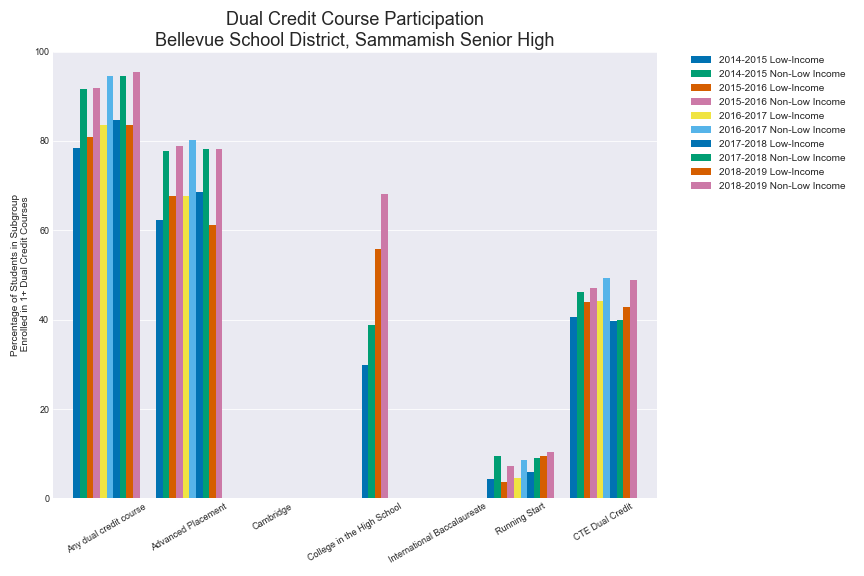 Dual Credit Course Participation
Bellevue School District, Sammamish Senior High
Percentage of Students in Subgroup
Enrolled in 1+ Dual Credit Courses
100
80
60
40
20
0
Any dual credit course
Advanced Placement
Cambridge
College in the High School
International Baccalaureate
Running Start
CTE Dual Credit
2014-2015 Low-Income
2014-2015 Non-Low Income
2015-2016 Low-Income
2015-2016 Non-Low Income
2016-2017 Low-Income
2016-2017 Non-Low Income
2017-2018 Low-Income
2017-2018 Non-Low Income
2018-2019 Low-Income
2018-2019 Non-Low Income